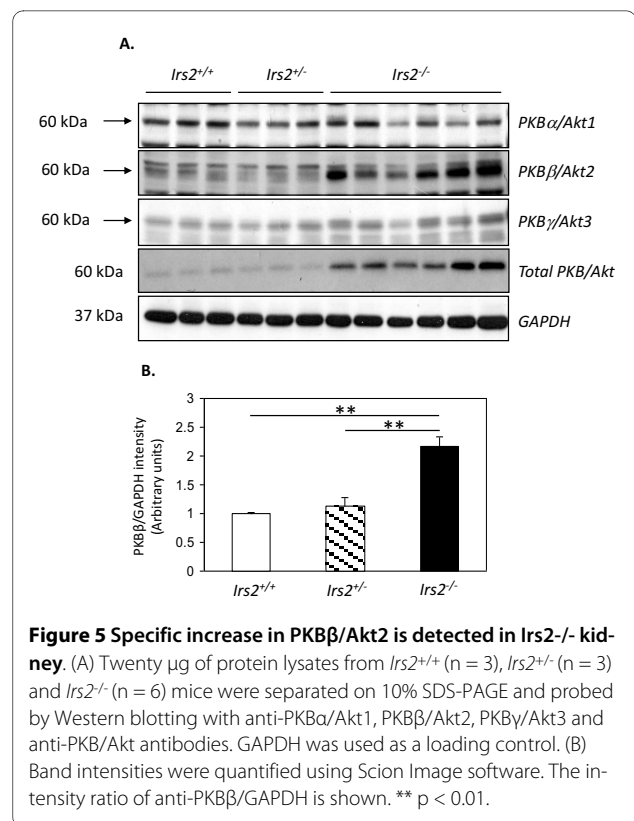 A.
Irs2+/+ Irs2+/- Irs2-/-
60 kDa PKBα/Akt1
60 kDa PKBβ/Akt2
60 kDa PKBγ/Akt3
60 kDa Total PKB/Akt
37 kDa GAPDH
B.
PKBβ/GAPDH intensity
(Arbitrary units)
3
2.5
2
1.5
1
0.5
0
**
**
Irs2+/+ Irs2+/- Irs2-/-
Figure 5 Specific increase in PKBβ/Akt2 is detected in Irs2-/- kid-
ney. (A) Twenty μg of protein lysates from Irs2+/+ (n = 3), Irs2+/- (n = 3)
and Irs2-/- (n = 6) mice were separated on 10% SDS-PAGE and probed
by Western blotting with anti-PKBα/Akt1, PKBβ/Akt2, PKBγ/Akt3 and
anti-PKB/Akt antibodies. GAPDH was used as a loading control. (B)
Band intensities were quantified using Scion Image software. The in-
tensity ratio of anti-PKBβ/GAPDH is shown. ** p < 0.01.